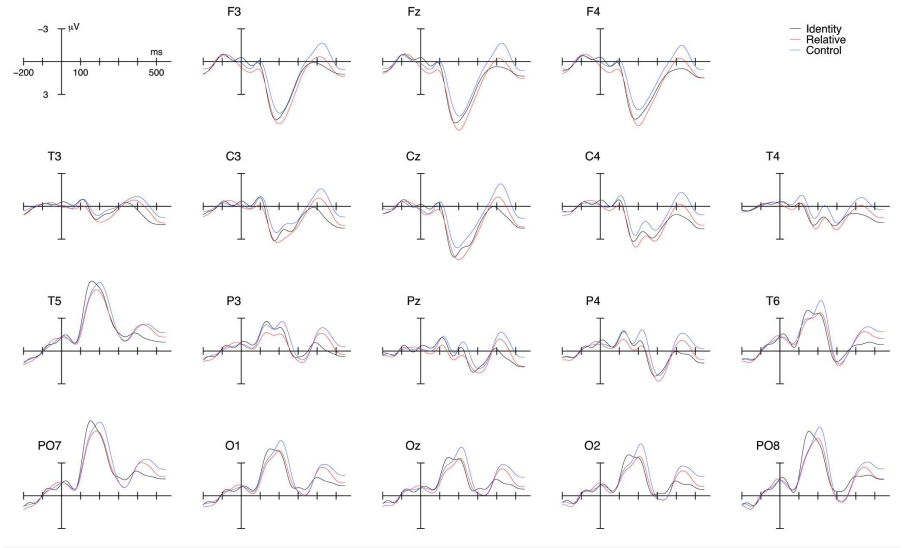 F3 Fz F4
−3 μV
ms
−200 100 500
3
Identity
Relative
Control
T3 C3 Cz C4 T4
T5 P3 Pz P4 T6
PO7 O1 Oz O2 PO8